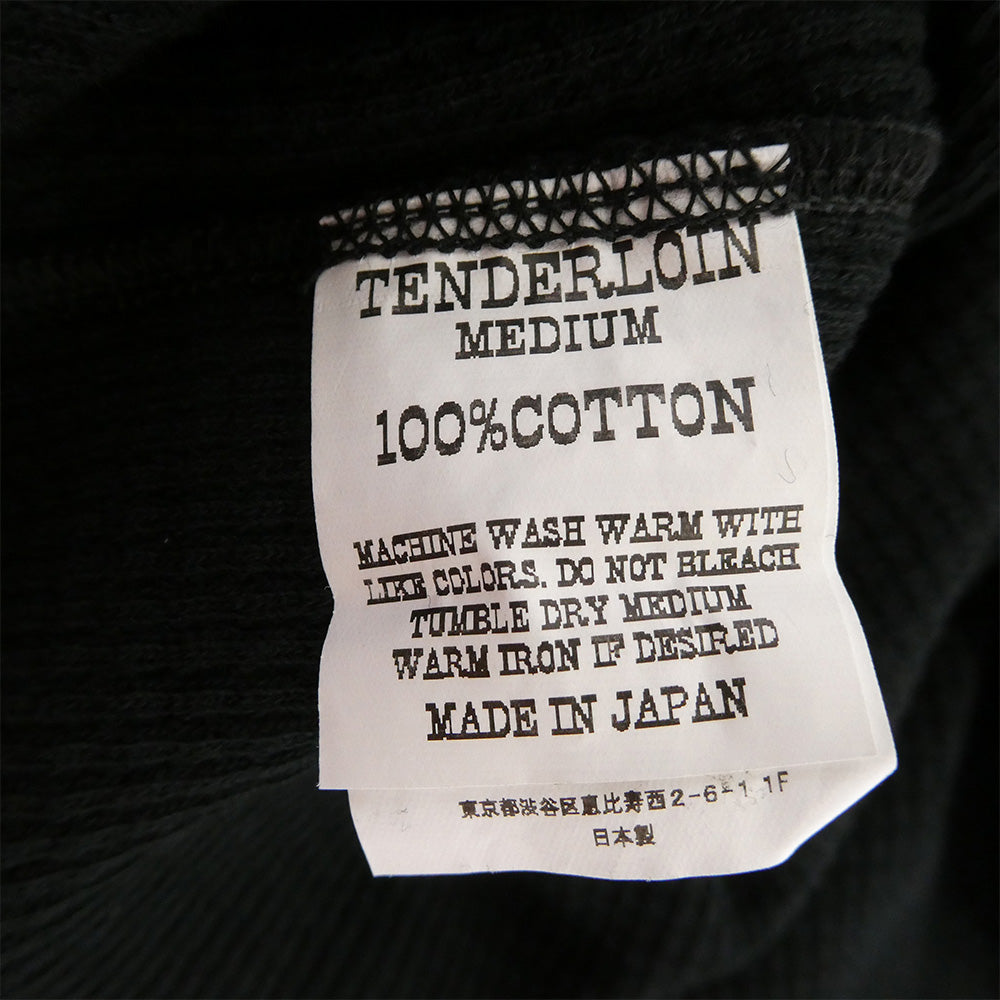 TENDERLOIN
MEDIUM
100%COTTON
MACHINE WASH WARM WITH
LIKE COLORS. DO NOT BLEACH
TUMBLE DRY MEDIUM
WARM IRON IF DESIRED
MADE IN JAPAN
東京都渋谷区恵比寿西2-6-1 1F
日本製